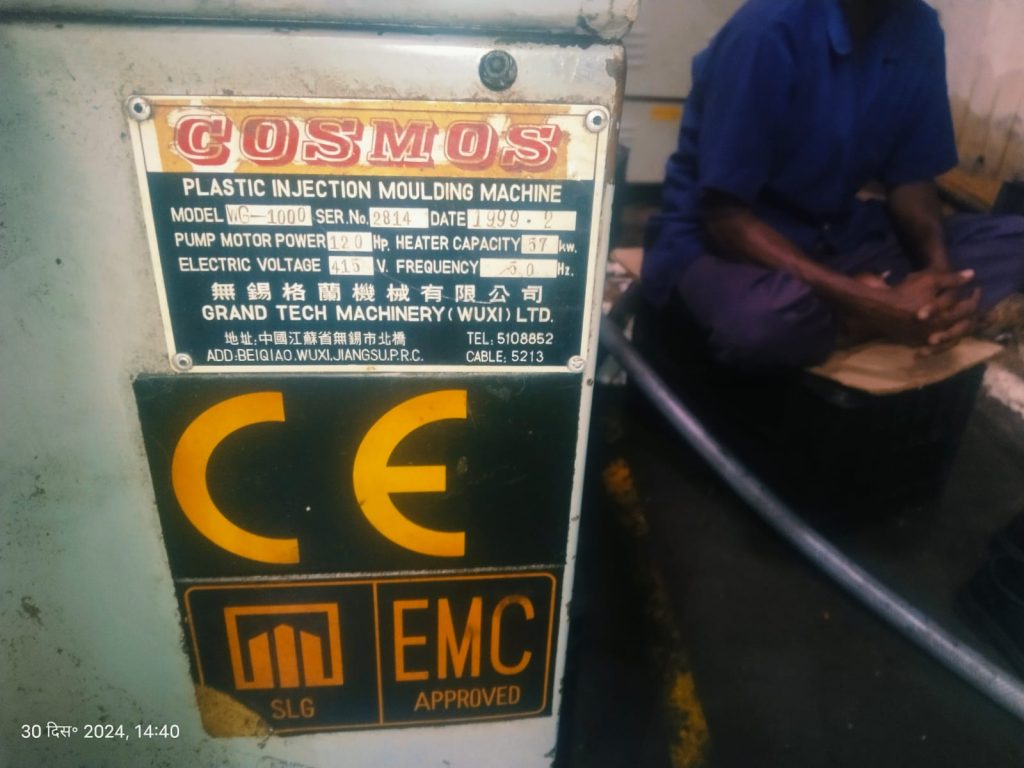 COSMOS
PLASTIC INJECTION MOULDING MACHINE
MODEL WG-1000 SER.No. 2814 DATE 1999·2
PUMP MOTOR POWER 120 Hp. HEATER CAPACITY 57 kw.
ELECTRIC VOLTAGE 415 V. FREQUENCY 50 Hz.
無錫格蘭機械有限公司
GRAND TECH MACHINERY (WUXI) LTD.
地址:中國江蘇省無錫市北橋 TEL: 5108852
ADD:BEIQIAO.WUXI.JIANGSU.P.R.C. CABLE: 5213
CE
SLG
EMC
APPROVED
30 दिस॰ 2024, 14:40